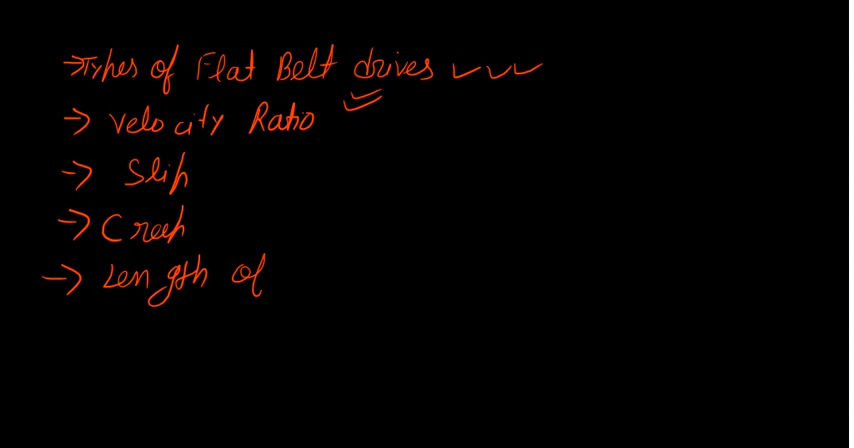 →Types of Flat Belt drives
→ Velocity Ratio
→ Slip
→ Creep
→ Length of